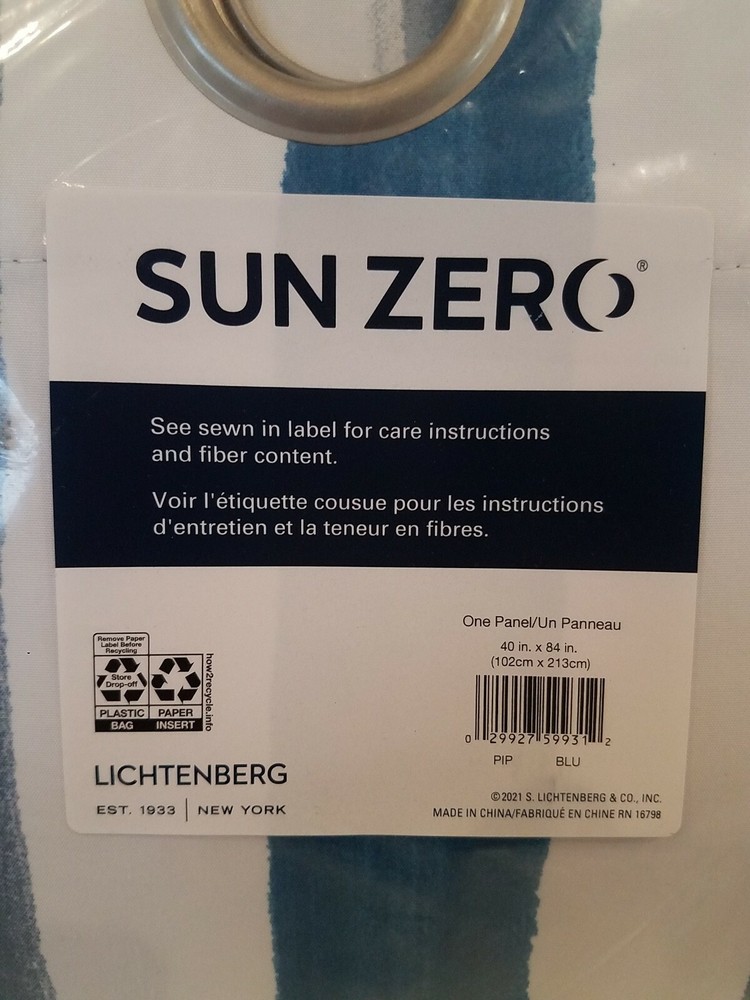 SUN ZERO®
See sewn in label for care instructions
and fiber content.
Voir l'étiquette cousue pour les instructions
d'entretien et la teneur en fibres.
Remove Paper
Label Before
Recycling
Store
Drop-off
PLASTIC
BAG
PAPER
INSERT
how2recycle.info
LICHTENBERG
EST. 1933 | NEW YORK
One Panel/Un Panneau
40 in. x 84 in.
(102cm x 213cm)
0 29927 59931 2
PIP BLU
©2021 S. LICHTENBERG & CO., INC.
MADE IN CHINA/FABRIQUÉ EN CHINE RN 16798